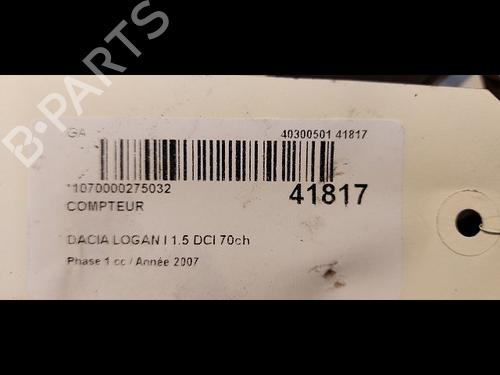 B-PARTS
GA
40300501 41817
*1070000275032
41817
COMPTEUR
DACIA LOGAN I 1.5 DCI 70ch
Phase 1 cc / Année 2007